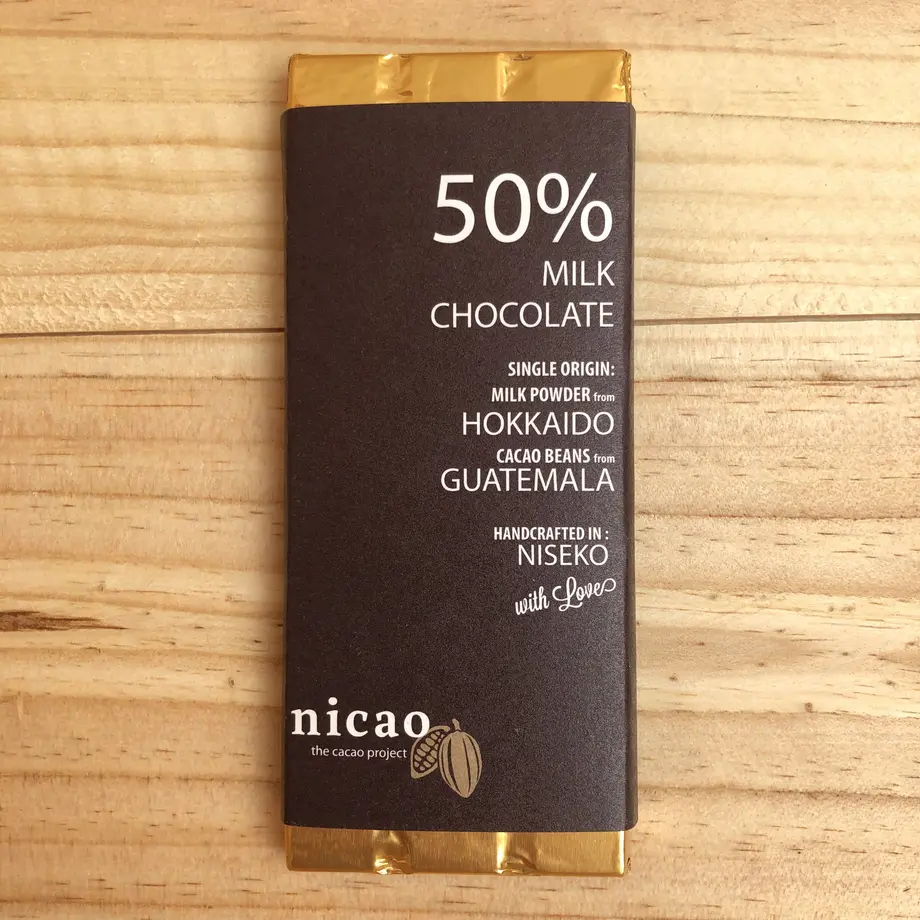 50%
MILK
CHOCOLATE
SINGLE ORIGIN:
MILK POWDER from
HOKKAIDO
CACAO BEANS from
GUATEMALA
HANDCRAFTED IN :
NISEKO
with Love
nicao
the cacao project